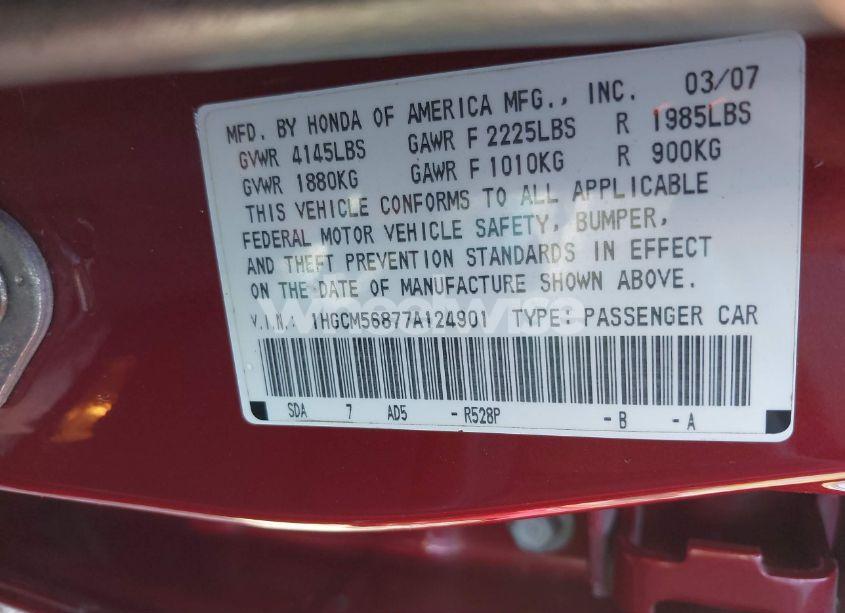 MFD. BY HONDA OF AMERICA MFG., INC. 03/07
GVWR 4145LBS GAWR F 2225LBS R 1985LBS
GVWR 1880KG GAWR F 1010KG R 900KG
THIS VEHICLE CONFORMS TO ALL APPLICABLE
FEDERAL MOTOR VEHICLE SAFETY, BUMPER,
AND THEFT PREVENTION STANDARDS IN EFFECT
ON THE DATE OF MANUFACTURE SHOWN ABOVE.
wheelwise
V.I.N.: 1HGCM56877A124901 TYPE: PASSENGER CAR
SDA 7 AD5 - R528P - B - A